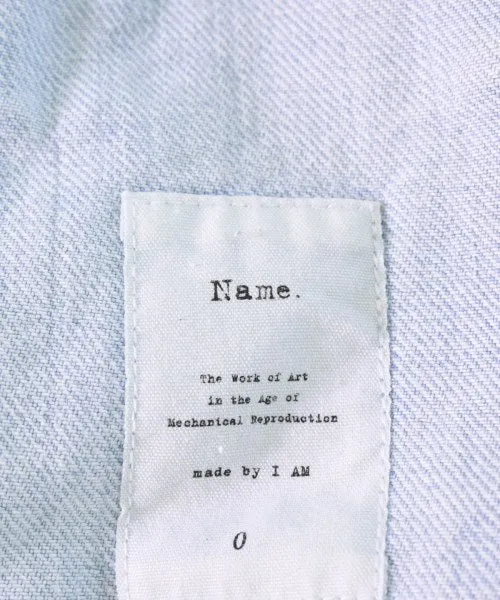 Name.
The Work of Art
in the Age of
Mechanical Reproduction
made by I AM
0